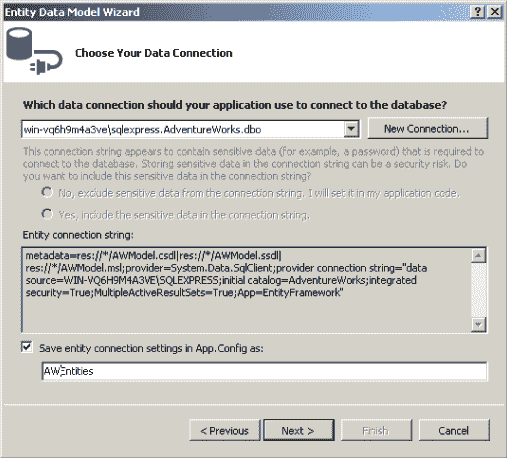 Entity Data Model Wizard
Choose Your Data Connection
Which data connection should your application use to connect to the database?
win-vq6h9m4a3ve\sqlexpress.AdventureWorks.dbo
New Connection...
This connection string appears to contain sensitive data (for example, a password) that is required to
connect to the database. Storing sensitive data in the connection string can be a security risk. Do
you want to include this sensitive data in the connection string?
No, exclude sensitive data from the connection string. I will set it in my application code.
Yes, include the sensitive data in the connection string.
Entity connection string:
metadata=res://*/AWModel.csdl|res://*/AWModel.ssdl|
res://*/AWModel.msl;provider=System.Data.SqlClient;provider connection string="data
source=WIN-VQ6H9M4A3VE\SQLEXPRESS;initial catalog=AdventureWorks;integrated
security=True;MultipleActiveResultSets=True;App=EntityFramework"
Save entity connection settings in App.Config as:
AWEntities
< Previous
Next >
Finish
Cancel